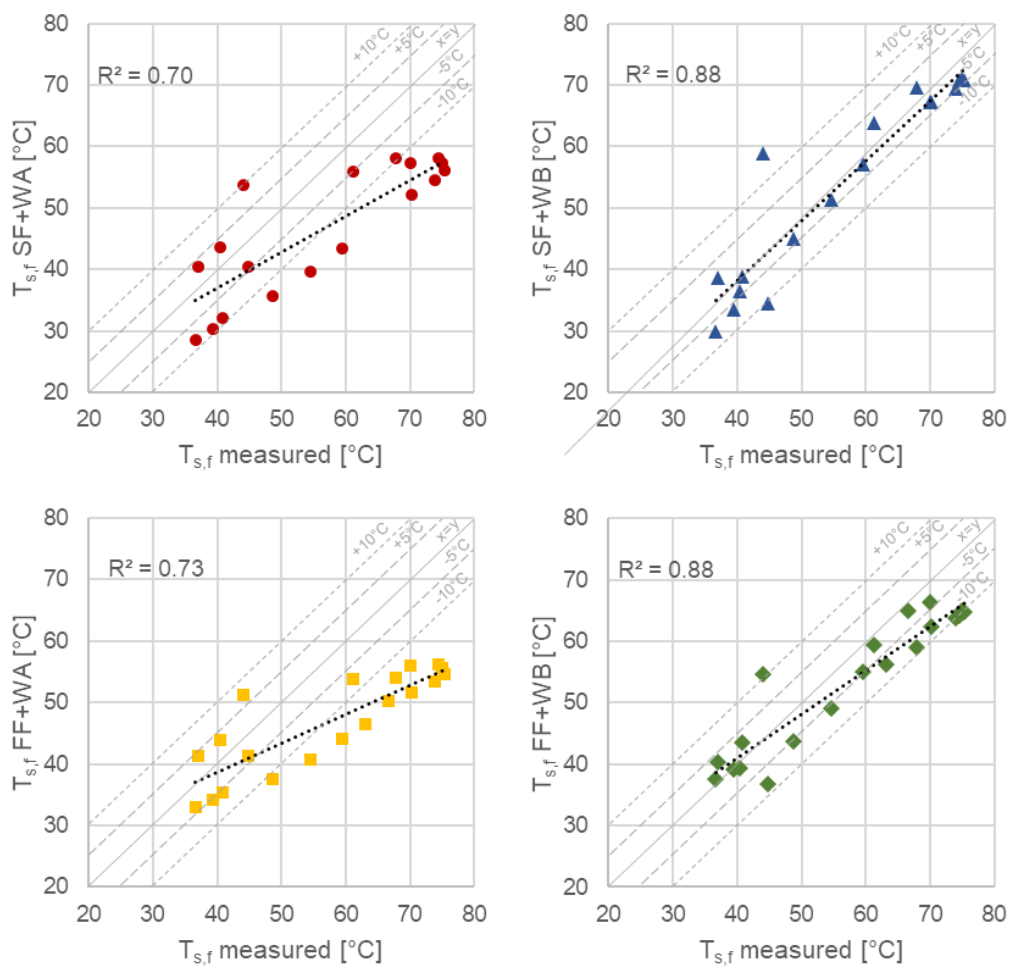 80
70
60
50
40
30
20
T_s,f SF+WA [°C]
R² = 0.70
+10°C
+5°C
x=y
-5°C
-10°C
20 30 40 50 60 70 80
T_s,f measured [°C]
80
70
60
50
40
30
20
T_s,f SF+WB [°C]
R² = 0.88
+10°C
+5°C
x=y
-5°C
-10°C
20 30 40 50 60 70 80
T_s,f measured [°C]
80
70
60
50
40
30
20
T_s,f FF+WA [°C]
R² = 0.73
+10°C
+5°C
x=y
-5°C
-10°C
20 30 40 50 60 70 80
T_s,f measured [°C]
80
70
60
50
40
30
20
T_s,f FF+WB [°C]
R² = 0.88
+10°C
+5°C
x=y
-5°C
-10°C
20 30 40 50 60 70 80
T_s,f measured [°C]